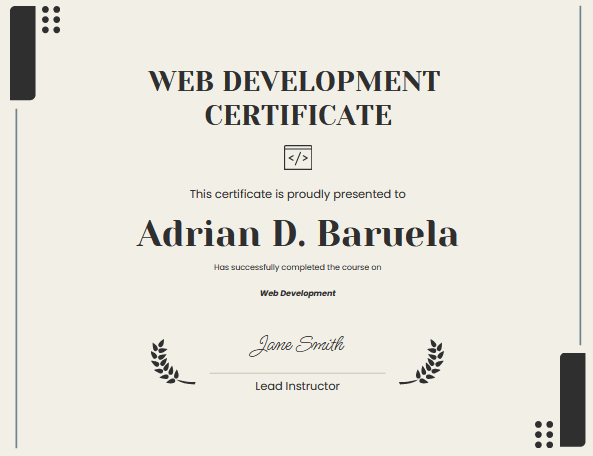 WEB DEVELOPMENT
CERTIFICATE
</>
This certificate is proudly presented to
Adrian D. Baruela
Has successfully completed the course on
Web Development
Jane Smith
Lead Instructor